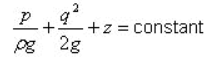 p/ρg + q²/2g + z = constant